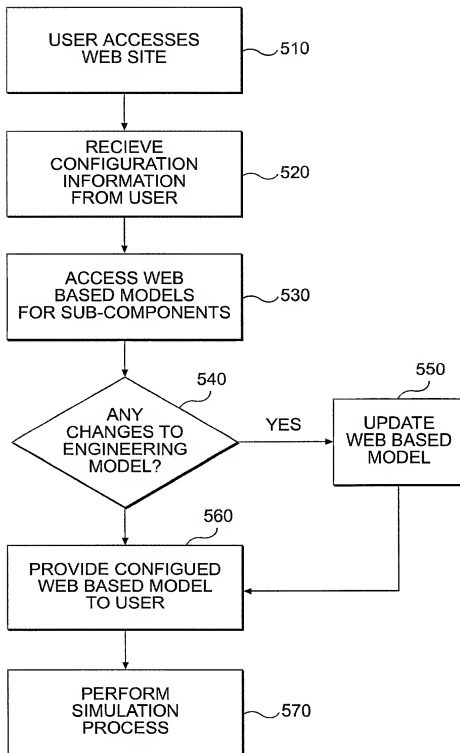 USER ACCESSES
WEB SITE
510
RECIEVE
CONFIGURATION
INFORMATION
FROM USER
520
ACCESS WEB
BASED MODELS
FOR SUB-COMPONENTS
530
540
ANY
CHANGES TO
ENGINEERING
MODEL?
YES
550
UPDATE
WEB BASED
MODEL
560
PROVIDE CONFIGUED
WEB BASED MODEL
TO USER
PERFORM
SIMULATION
PROCESS
570